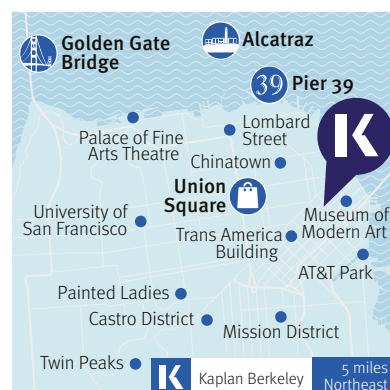 Golden Gate
Bridge
Alcatraz
39
Pier 39
Palace of Fine
Arts Theatre
Lombard
Street
Chinatown
K
Union
Square
University of
San Francisco
Museum of
Modern Art
Trans America
Building
AT&T Park
Painted Ladies
Castro District
Mission District
Twin Peaks
K
Kaplan Berkeley
5 miles
Northeast